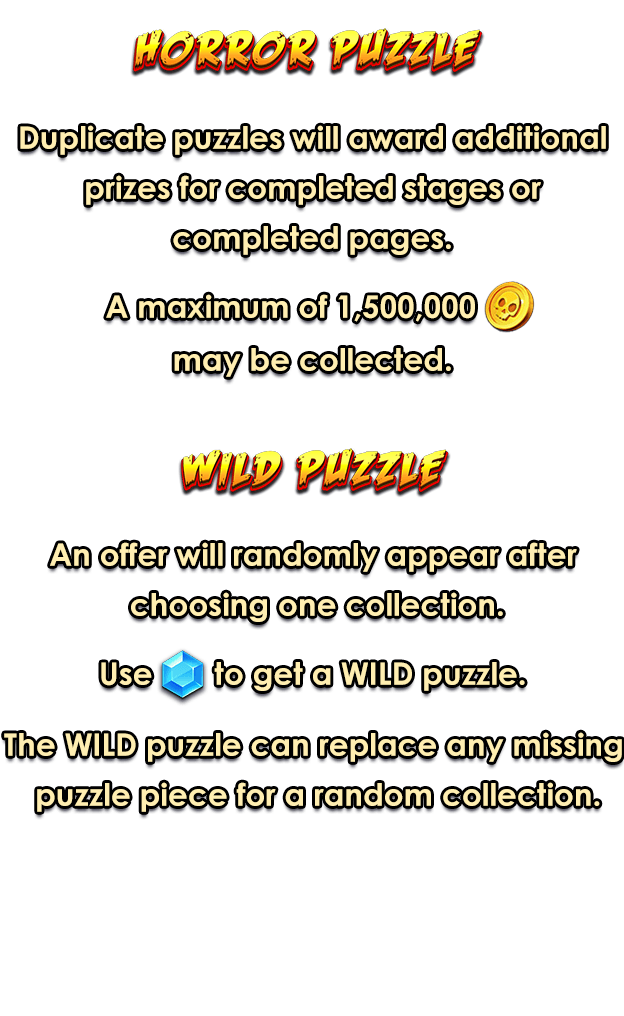 HORROR PUZZLE
Duplicate puzzles will award additional
prizes for completed stages or
completed pages.
A maximum of 1,500,000
may be collected.
WILD PUZZLE
An offer will randomly appear after
choosing one collection.
Use to get a WILD puzzle.
The WILD puzzle can replace any missing
puzzle piece for a random collection.